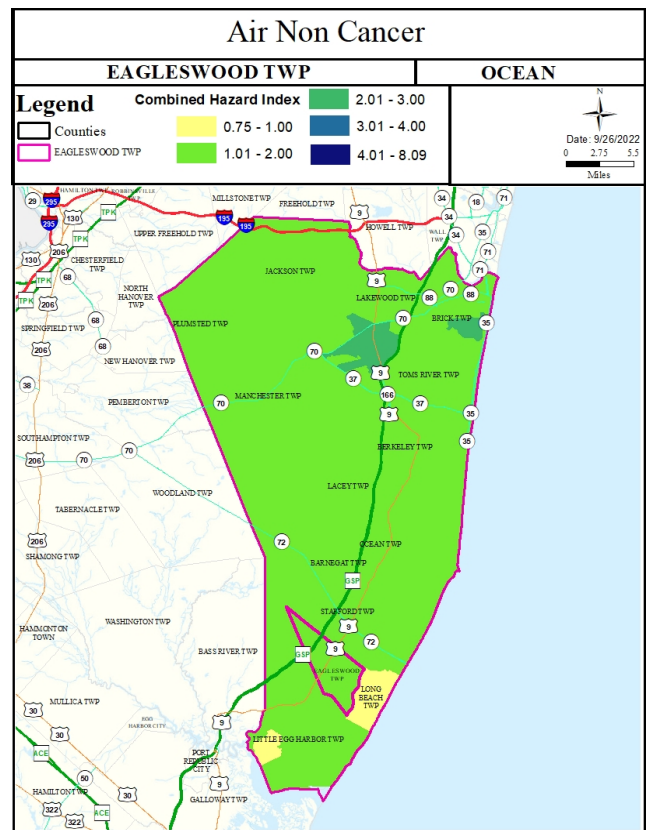 Air Non Cancer
EAGLESWOOD TWP
OCEAN
Legend
Counties
EAGLESWOOD TWP
Combined Hazard Index
0.75 - 1.00
1.01 - 2.00
2.01 - 3.00
3.01 - 4.00
4.01 - 8.09
N
Date: 9/26/2022
0 2.75 5.5
Miles
HAMILTON TWP
MILLSTONE TWP
FREEHOLD TWP
29
295
130
TPK
195
195
9
34
18
71
295
UPPER FREEHOLD TWP
HOWELL TWP
34
WALL TWP
34
35
TPK
206
130
CHESTERFIELD TWP
71
TPK
68
JACKSON TWP
71
9
NORTH HANOVER TWP
LAKEWOOD TWP
88
70
88
TPK
206
68
PLUMSTED TWP
70
BRICK TWP
35
SPRINGFIELD TWP
206
68
NEW HANOVER TWP
70
9
TOMS RIVER TWP
37
38
PEMBERTON TWP
70
MANCHESTER TWP
166
37
9
35
SOUTHAMPTON TWP
206
70
70
BERKELEY TWP
35
WOODLAND TWP
LACEY TWP
TABERNACLE TWP
206
72
OCEAN TWP
SHAMONG TWP
BARNEGAT TWP
GSP
HAMMONTON TOWN
WASHINGTON TWP
STAFFORD TWP
9
72
BASS RIVER TWP
GSP
9
EAGLESWOOD TWP
MULLICA TWP
LONG BEACH TWP
30
EGG HARBOR CITY
9
30
LITTLE EGG HARBOR TWP
ACE
PORT REPUBLIC CITY
50
9
HAMILTON TWP
30
GALLOWAY TWP
322
ACE
322